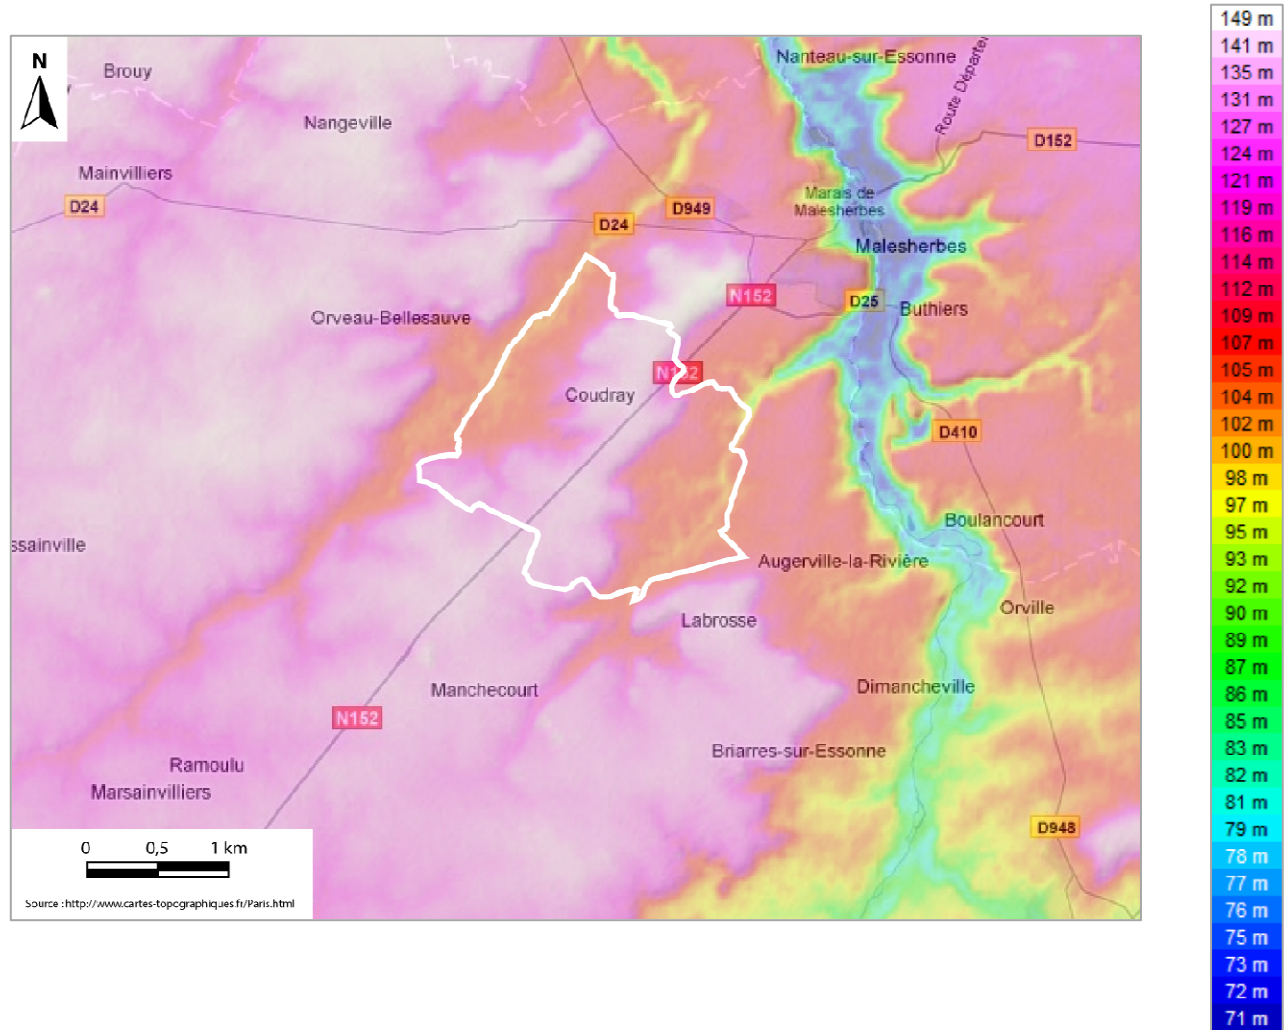 N
Brouy
Nangeville
Mainvilliers
D24
Nanteau-sur-Essonne
Route Départe
D152
Marais de
Malesherbes
D949
D24
Malesherbes
N152
D25
Buthiers
Orveau-Bellesauve
N152
Coudray
D410
Boulancourt
ssainville
Augerville-la-Rivière
Orville
Labrosse
Manchecourt
Dimancheville
N152
Briarres-sur-Essonne
Ramoulu
Marsainvilliers
D948
0 0,5 1 km
Source : http://www.cartes-topographiques.fr/Paris.html
149 m
141 m
135 m
131 m
127 m
124 m
121 m
119 m
116 m
114 m
112 m
109 m
107 m
105 m
104 m
102 m
100 m
98 m
97 m
95 m
93 m
92 m
90 m
89 m
87 m
86 m
85 m
83 m
82 m
81 m
79 m
78 m
77 m
76 m
75 m
73 m
72 m
71 m